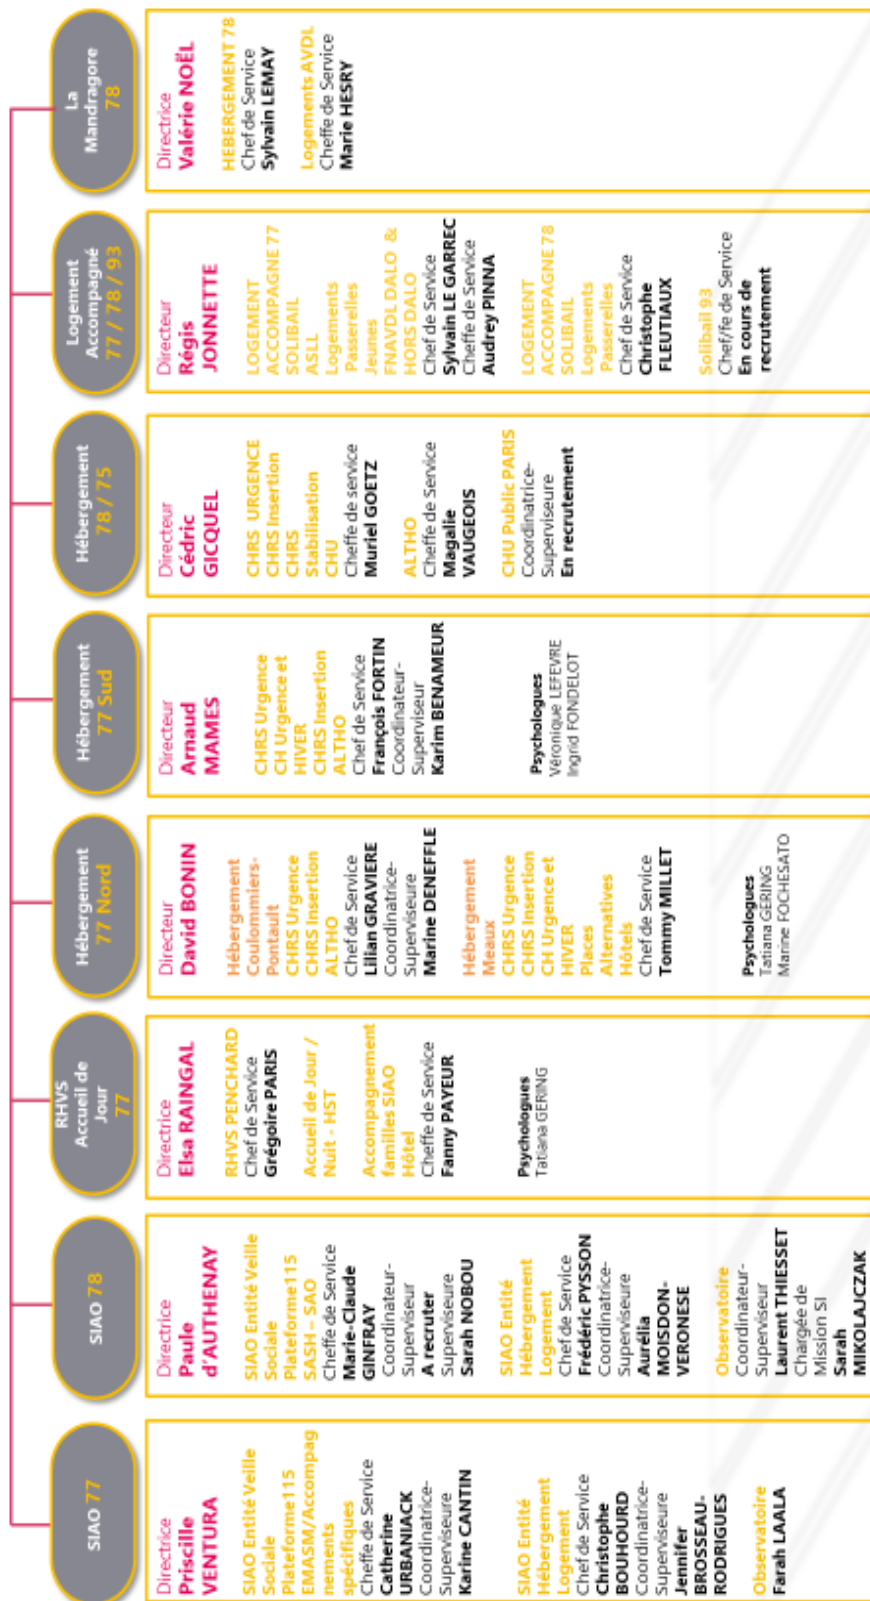 SIAO 77
Directrice
Priscille
VENTURA
SIAO Entité Veille
Sociale
Plateforme115
EMASM/Accompag
nements
spécifiques
Cheffe de Service
Catherine
URBANIACK
Coordinatrice-
Superviseure
Karine CANTIN
SIAO Entité
Hébergement
Logement
Chef de Service
Christophe
BOUHOURD
Coordinatrice-
Superviseure
Jennifer
BROSSEAU-
RODRIGUES
Observatoire
Farah LAALA
SIAO 78
Directrice
Paule
d'AUTHENAY
SIAO Entité Veille
Sociale
Plateforme115
SASH – SAO
Cheffe de Service
Marie-Claude
GINFRAY
Coordinateur-
Superviseur
A recruter
Superviseure
Sarah NOBOU
SIAO Entité
Hébergement
Logement
Chef de Service
Frédéric PYSSON
Coordinatrice-
Superviseure
Aurélia
MOISDON-
VERONESE
Observatoire
Coordinateur-
Superviseur
Laurent THIESSET
Chargée de
Mission SI
Sarah
MIKOLAJCZAK
RHVS
Accueil de
Jour
77
Directrice
Elsa RAINGAL
RHVS PENCHARD
Chef de Service
Grégoire PARIS
Accueil de Jour /
Nuit - HST
Accompagnement
familles SIAO
Hôtel
Cheffe de Service
Fanny PAYEUR
Psychologues
Tatiana GERING
Hébergement
77 Nord
Directeur
David BONIN
Hébergement
Coulommiers-
Pontault
CHRS Urgence
CHRS Insertion
ALTHO
Chef de Service
Lilian GRAVIERE
Coordinatrice-
Superviseure
Marine DENEFFLE
Hébergement
Meaux
CHRS Urgence
CHRS Insertion
CH Urgence et
HIVER
Places
Alternatives
Hôtels
Chef de Service
Tommy MILLET
Psychologues
Tatiana GERING
Marine FOCHESATO
Hébergement
77 Sud
Directeur
Arnaud
MAMES
CHRS Urgence
CH Urgence et
HIVER
CHRS Insertion
ALTHO
Chef de Service
François FORTIN
Coordinateur-
Superviseur
Karim BENAMEUR
Psychologues
Véronique LEFEVRE
Ingrid FONDELOT
Hébergement
78 / 75
Directeur
Cédric
GICQUEL
CHRS URGENCE
CHRS Insertion
CHRS
Stabilisation
CHU
Cheffe de service
Muriel GOETZ
ALTHO
Cheffe de Service
Magalie
VAUGEOIS
CHU Public PARIS
Coordinatrice-
Superviseure
En recrutement
Logement
Accompagné
77 / 78 / 93
Directeur
Régis
JONNETTE
LOGEMENT
ACCOMPAGNE 77
SOLIBAIL
ASLL
Logements
Passerelles
Jeunes
FNAVDL DALO &
HORS DALO
Chef de Service
Sylvain LE GARREC
Cheffe de Service
Audrey PINNA
LOGEMENT
ACCOMPAGNE 78
SOLIBAIL
Logements
Passerelles
Chef de Service
Christophe
FLEUTIAUX
Solibail 93
Chef/fe de Service
En cours de
recrutement
La
Mandragore
78
Directrice
Valérie NOËL
HEBERGEMENT 78
Chef de Service
Sylvain LEMAY
Logements AVDL
Cheffe de Service
Marie HESRY